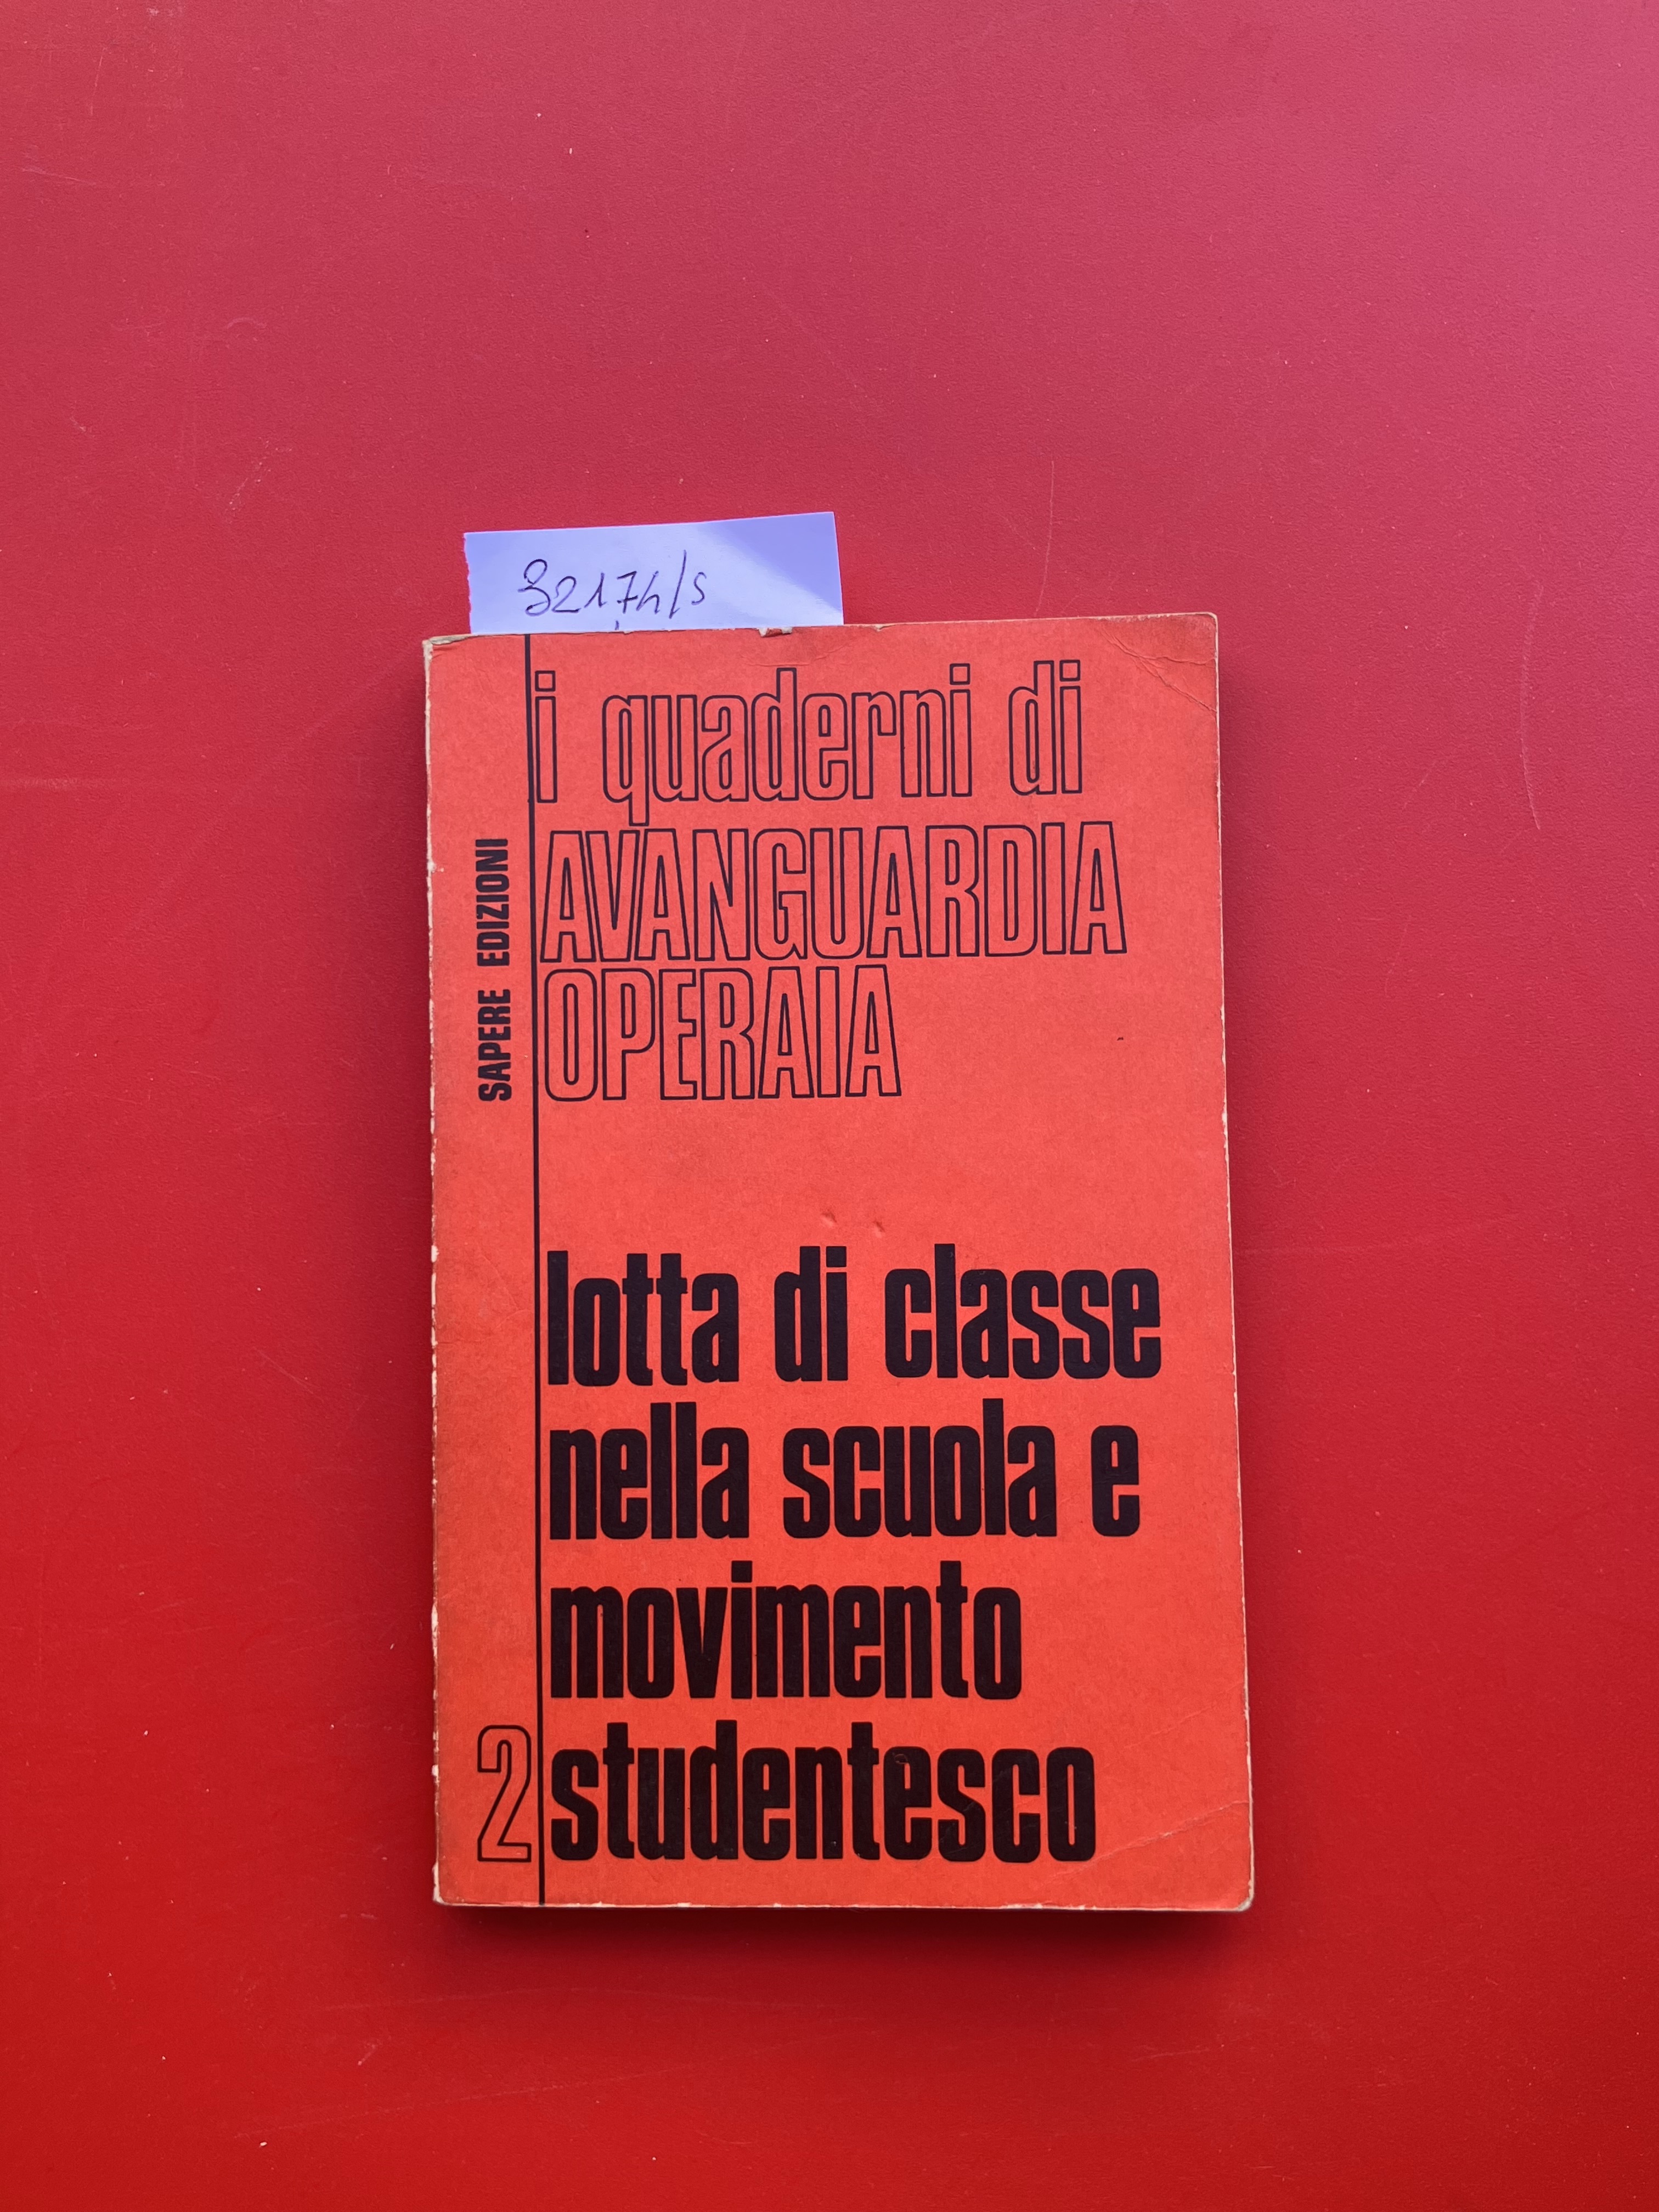 32174/s
i quaderni di
AVANGUARDIA
OPERAIA
SAPERE EDIZIONI
lotta di classe
nella scuola e
movimento
studentesco
2